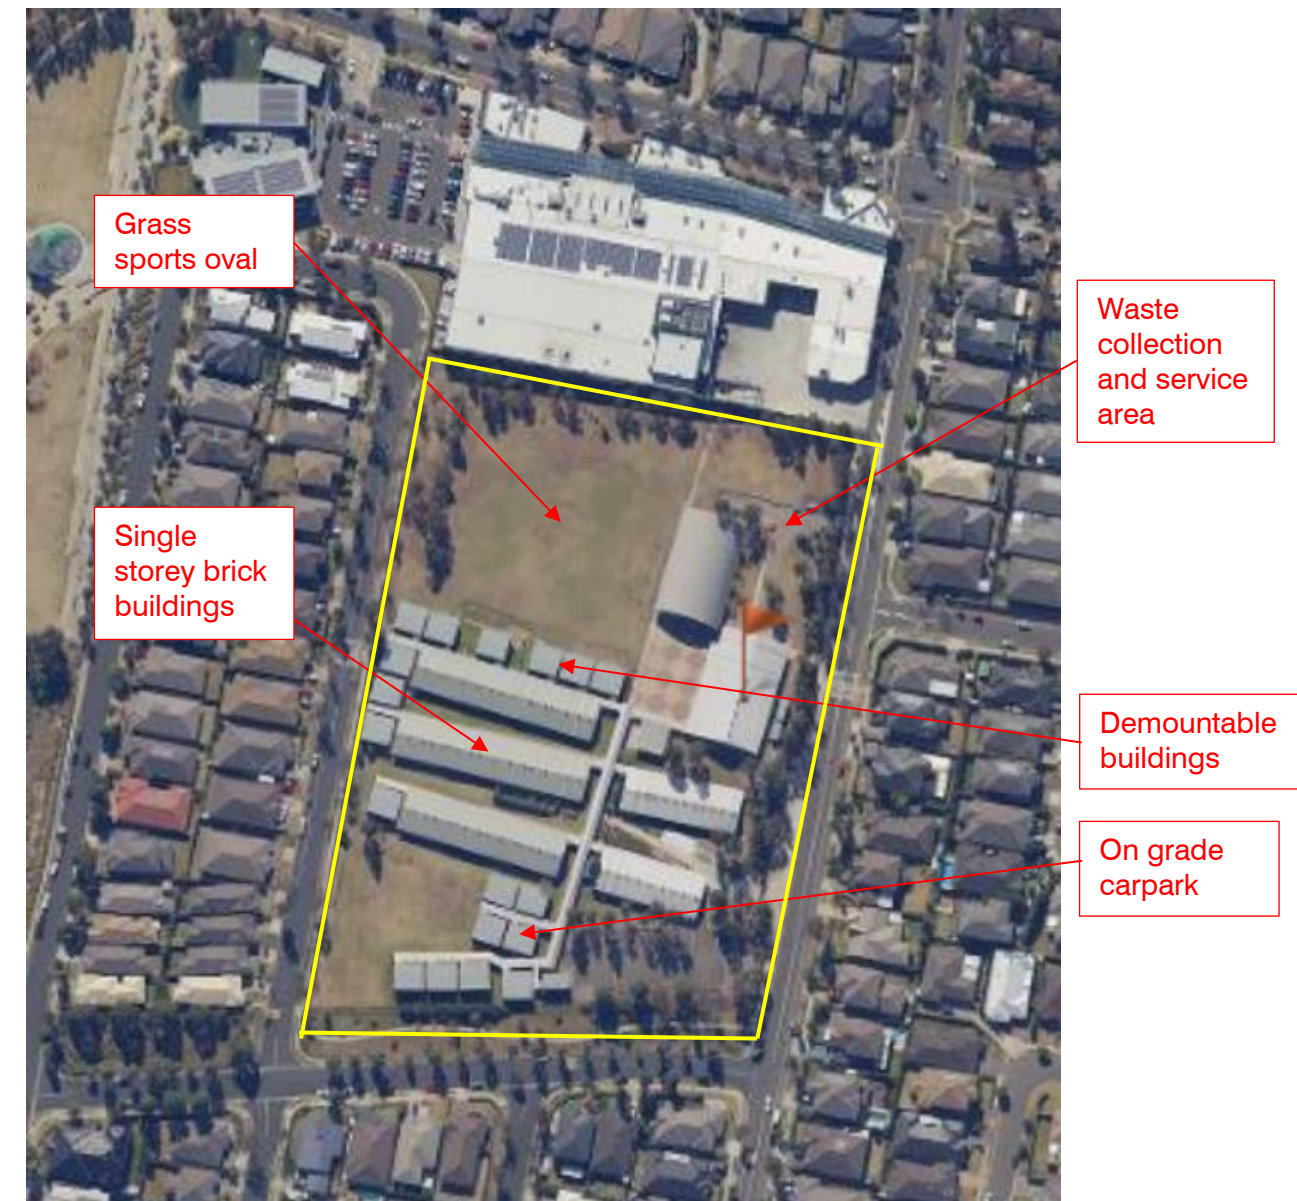 Grass
sports oval
Waste
collection
and service
area
Single
storey brick
buildings
Demountable
buildings
On grade
carpark